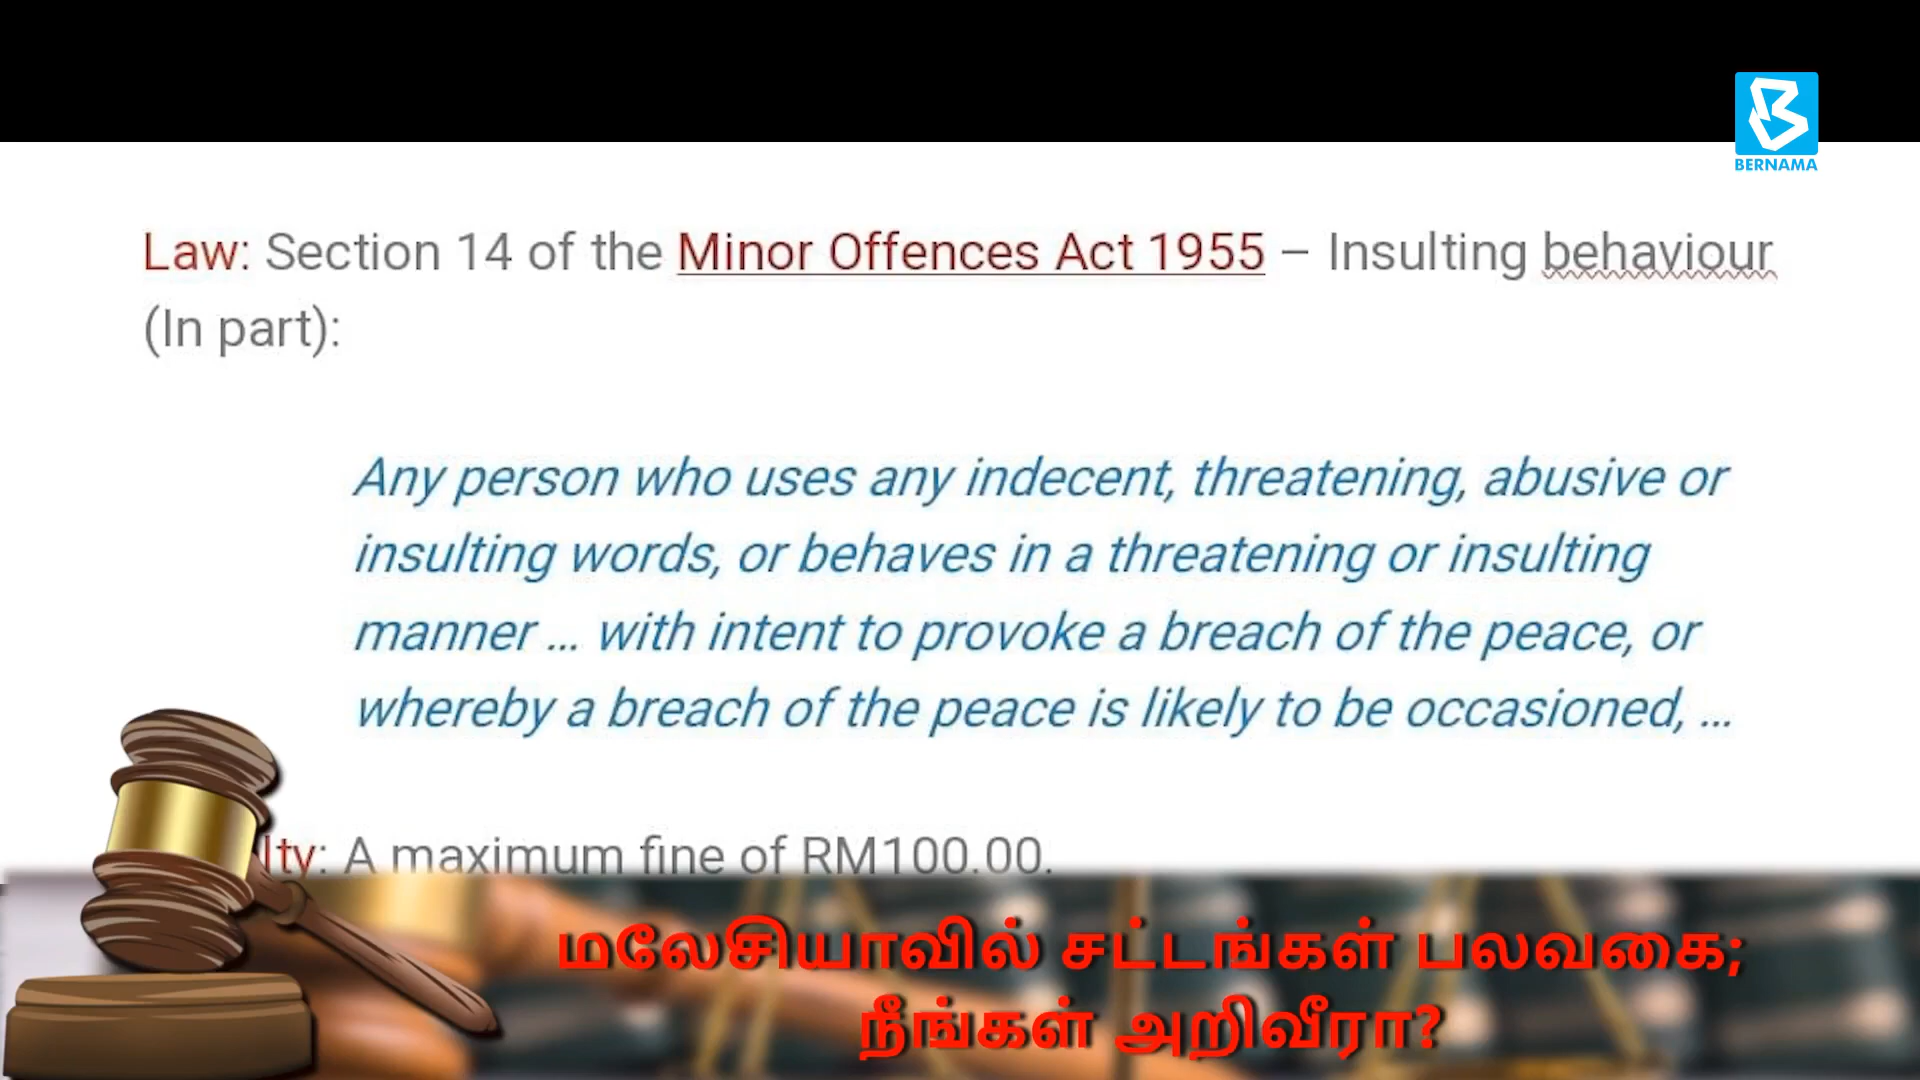 BERNAMA
Law: Section 14 of the Minor Offences Act 1955 – Insulting behaviour
(In part):
Any person who uses any indecent, threatening, abusive or
insulting words, or behaves in a threatening or insulting
manner ... with intent to provoke a breach of the peace, or
whereby a breach of the peace is likely to be occasioned, ...
lty: A maximum fine of RM100.00.
மலேசியாவில் சட்டங்கள் பலவகை;
நீங்கள் அறிவீரா?